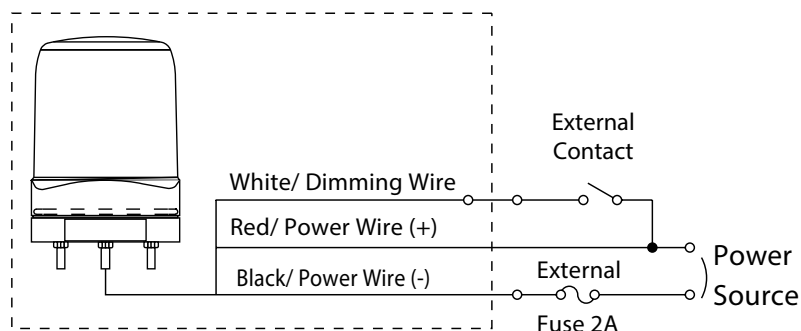 External
Contact
White/ Dimming Wire
Red/ Power Wire (+)
Black/ Power Wire (-)
External
Fuse 2A
Power
Source